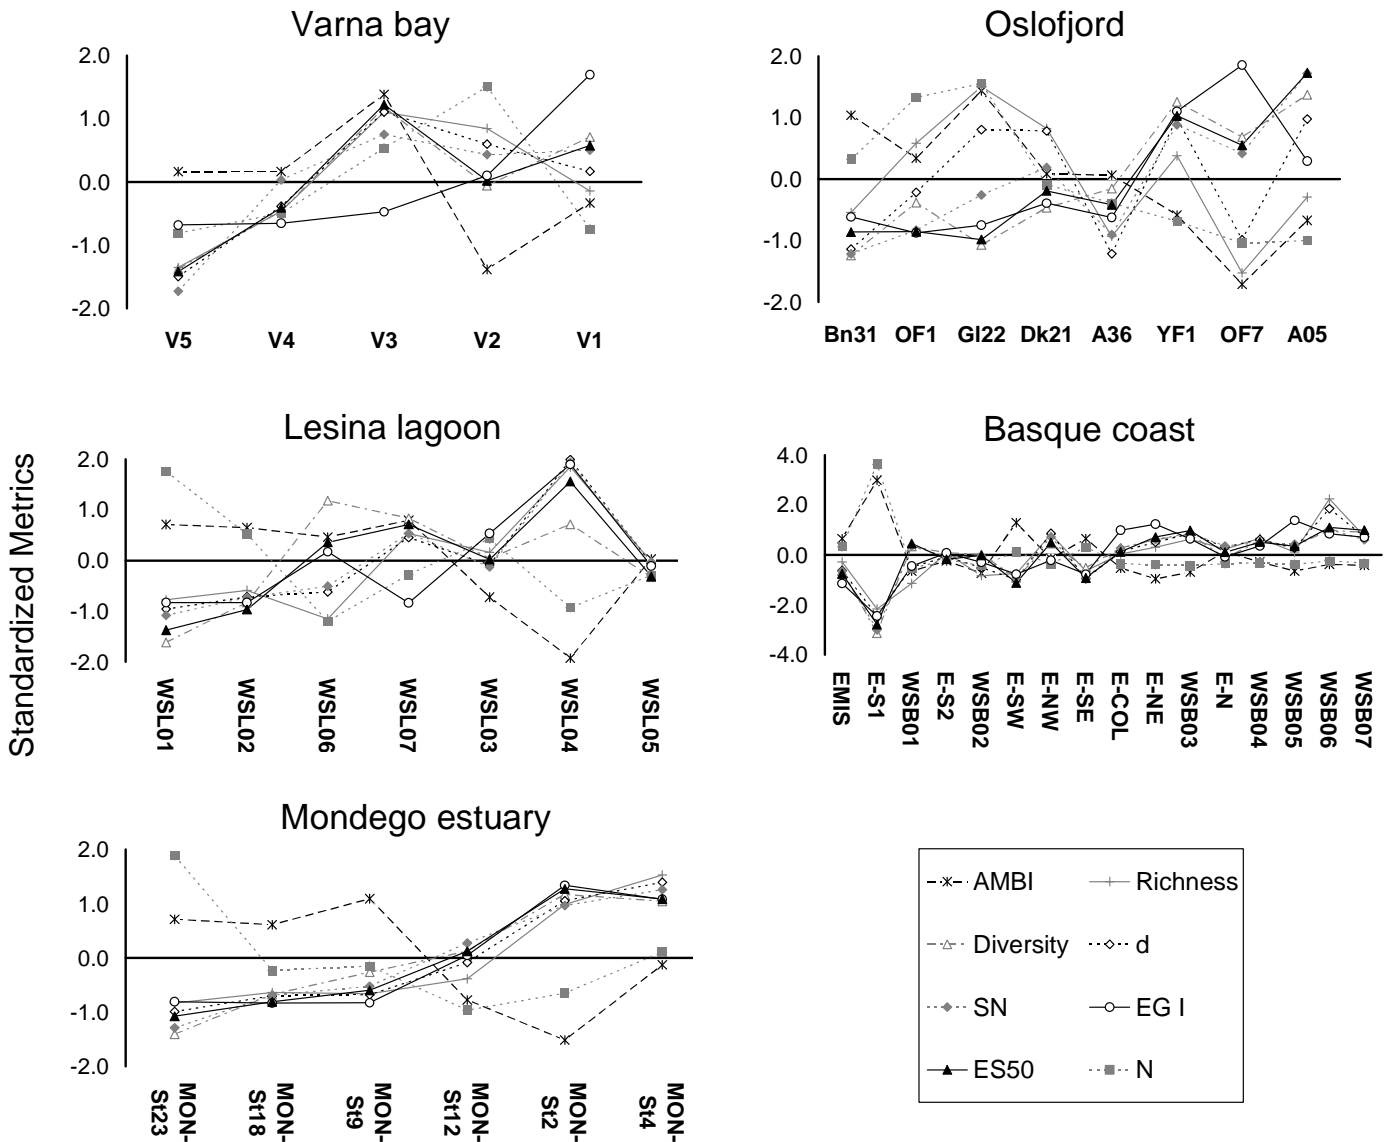 Varna bay
2.0
1.0
0.0
-1.0
-2.0
V5 V4 V3 V2 V1
Oslofjord
2.0
1.0
0.0
-1.0
-2.0
Bn31 OF1 Gl22 Dk21 A36 YF1 OF7 A05
Standardized Metrics
Lesina lagoon
2.0
1.0
0.0
-1.0
-2.0
WSL01 WSL02 WSL06 WSL07 WSL03 WSL04 WSL05
Basque coast
4.0
2.0
0.0
-2.0
-4.0
EMIS E-S1 WSB01 E-S2 WSB02 E-SW E-NW E-SE E-COL E-NE WSB03 E-N WSB04 WSB05 WSB06 WSB07
Mondego estuary
2.0
1.0
0.0
-1.0
-2.0
MON-
St23
MON-
St18
MON-
St9
MON-
St12
MON-
St2
MON-
St4
AMBI Richness
Diversity d
SN EG I
ES50 N